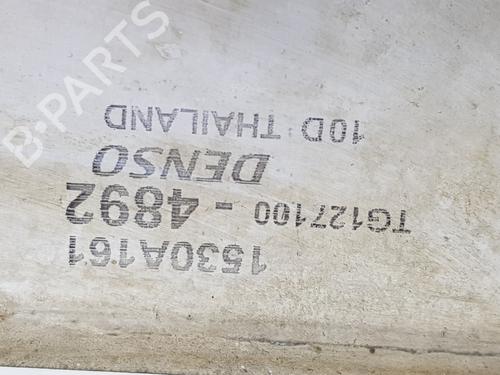 1530A161
TG127100 - 4892
DENSO
10D THAILAND
B-PARTS